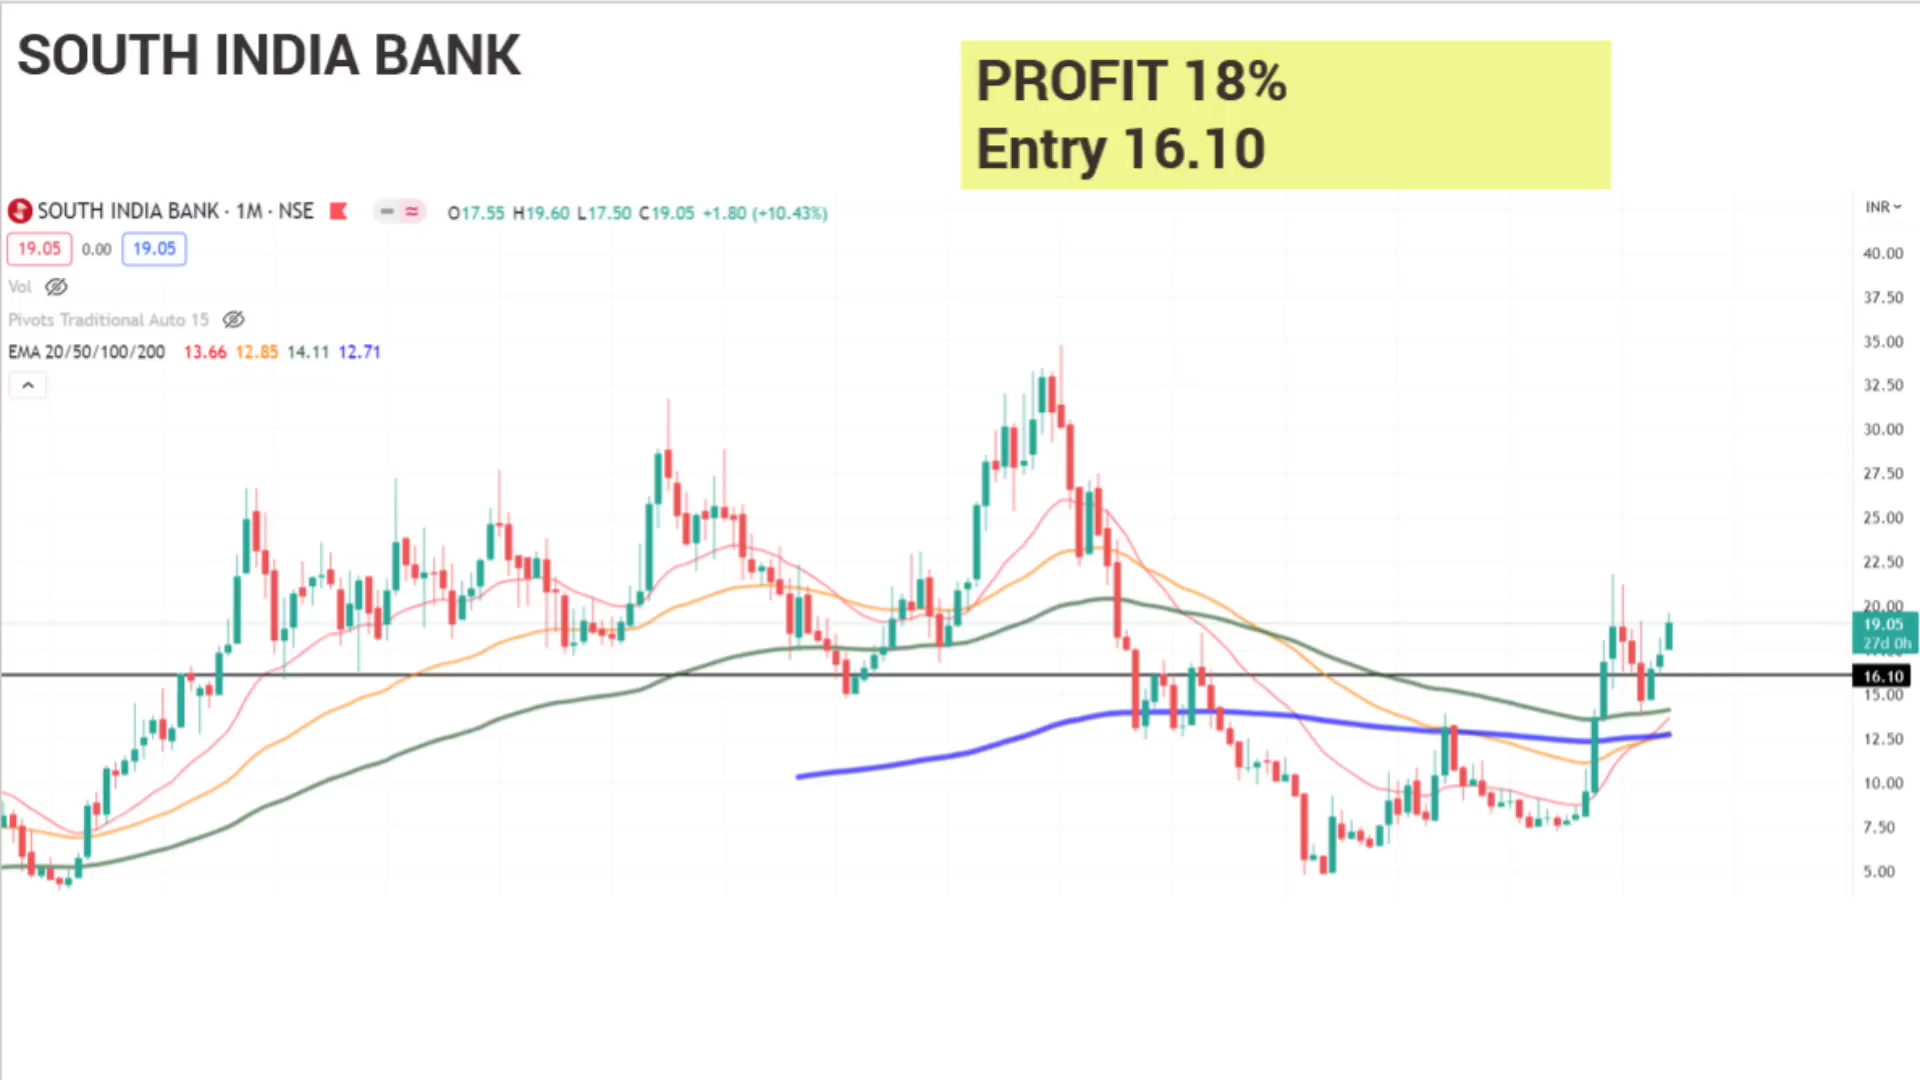 SOUTH INDIA BANK
PROFIT 18%
Entry 16.10
SOUTH INDIA BANK · 1M · NSE
O17.55 H19.60 L17.50 C19.05 +1.80 (+10.43%)
INR
19.05 0.00 19.05
Vol
Pivots Traditional Auto 15
EMA 20/50/100/200 13.66 12.85 14.11 12.71
40.00
37.50
35.00
32.50
30.00
27.50
25.00
22.50
20.00
19.05
27d 0h
16.10
15.00
12.50
10.00
7.50
5.00